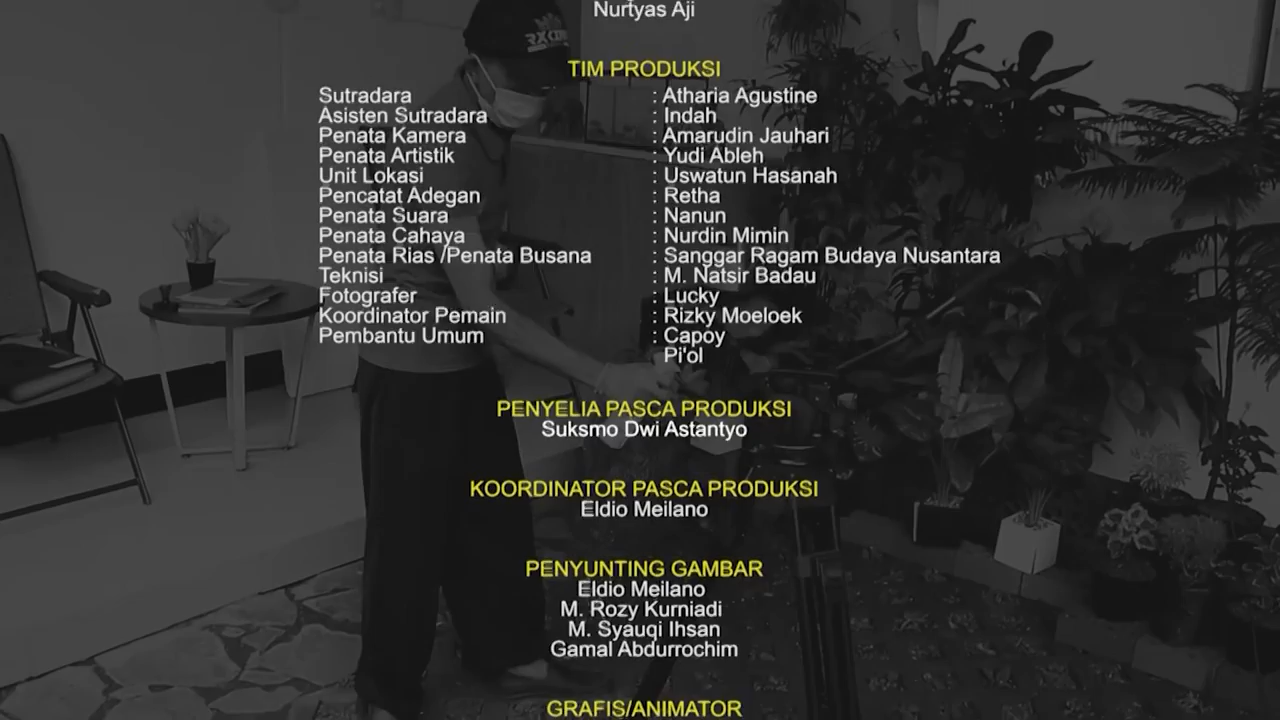 Nurtyas Aji
TIM PRODUKSI
Sutradara : Atharia Agustine
Asisten Sutradara : Indah
Penata Kamera : Amarudin Jauhari
Penata Artistik : Yudi Ableh
Unit Lokasi : Uswatun Hasanah
Pencatat Adegan : Retha
Penata Suara : Nanun
Penata Cahaya : Nurdin Mimin
Penata Rias /Penata Busana : Sanggar Ragam Budaya Nusantara
Teknisi : M. Natsir Badau
Fotografer : Lucky
Koordinator Pemain : Rizky Moeloek
Pembantu Umum : Capoy
Pi'ol
PENYELIA PASCA PRODUKSI
Suksmo Dwi Astantyo
KOORDINATOR PASCA PRODUKSI
Eldio Meilano
PENYUNTING GAMBAR
Eldio Meilano
M. Rozy Kurniadi
M. Syauqi Ihsan
Gamal Abdurrochim
GRAFIS/ANIMATOR